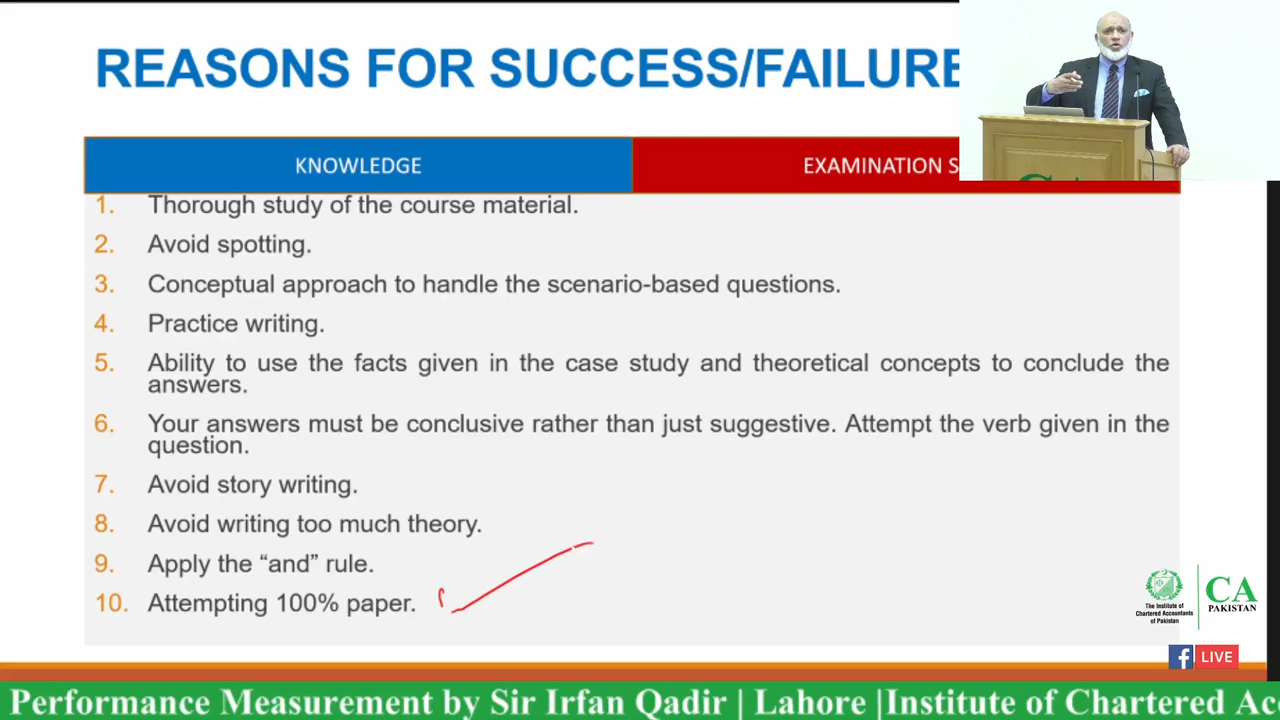 REASONS FOR SUCCESS/FAILURE
KNOWLEDGE
EXAMINATION S
1. Thorough study of the course material.
2. Avoid spotting.
3. Conceptual approach to handle the scenario-based questions.
4. Practice writing.
5. Ability to use the facts given in the case study and theoretical concepts to conclude the
answers.
6. Your answers must be conclusive rather than just suggestive. Attempt the verb given in the
question.
7. Avoid story writing.
8. Avoid writing too much theory.
9. Apply the “and” rule.
10. Attempting 100% paper.
The Institute of
Chartered Accountants
of Pakistan
CA
PAKISTAN
f LIVE
Performance Measurement by Sir Irfan Qadir | Lahore |Institute of Chartered Acc